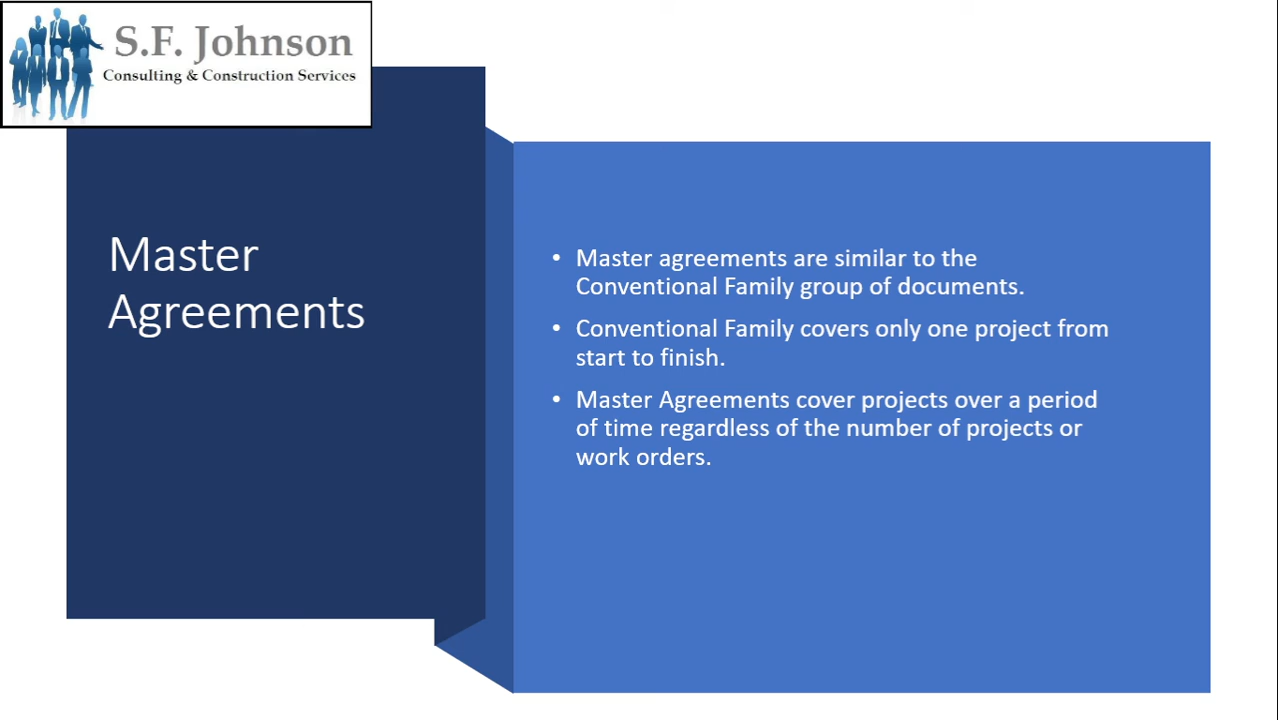 S.F. Johnson
Consulting & Construction Services
Master
Agreements
• Master agreements are similar to the
Conventional Family group of documents.
• Conventional Family covers only one project from
start to finish.
• Master Agreements cover projects over a period
of time regardless of the number of projects or
work orders.